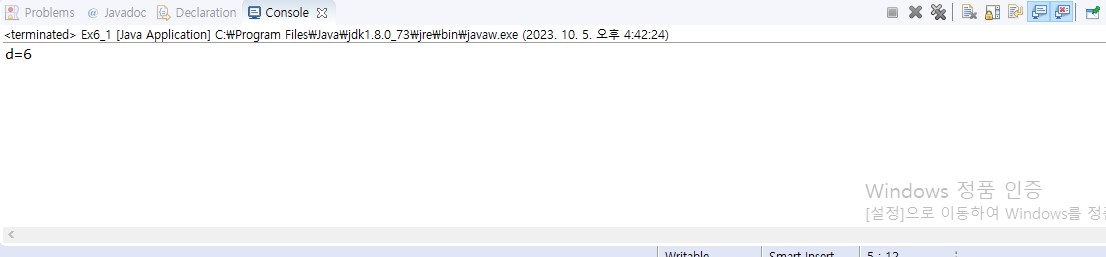 Problems @ Javadoc Declaration Console
<terminated> Ex6_1 [Java Application] C:₩Program Files₩Java₩jdk1.8.0_73₩jre₩bin₩javaw.exe (2023. 10. 5. 오후 4:42:24)
d=6
Windows 정품 인증
[설정]으로 이동하여 Windows를 정품
Writable Smart Insert 5 : 12